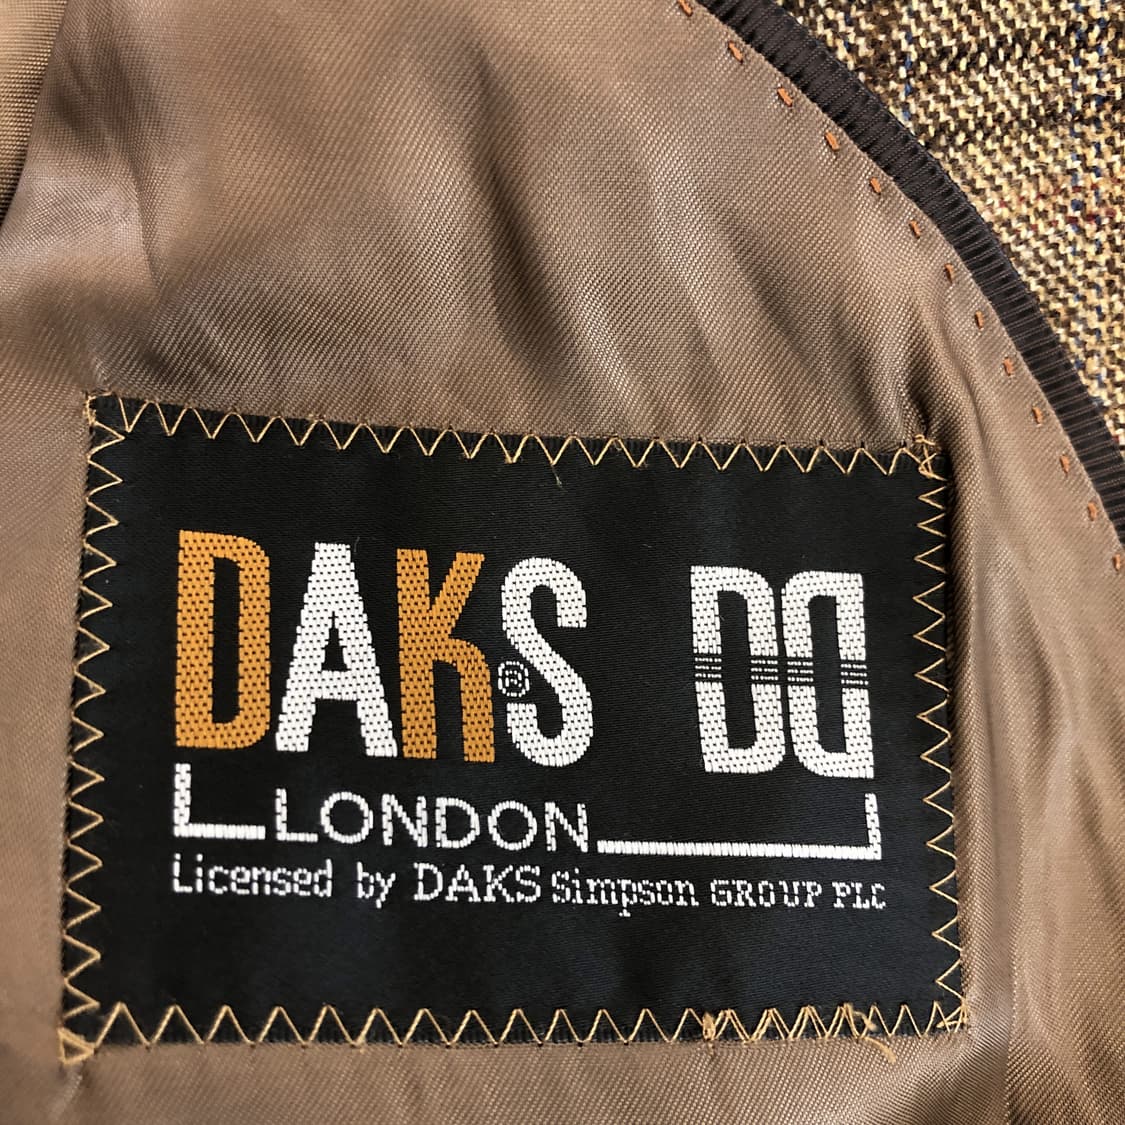 DAKS® DD
LONDON
Licensed by DAKS Simpson GROUP PLC